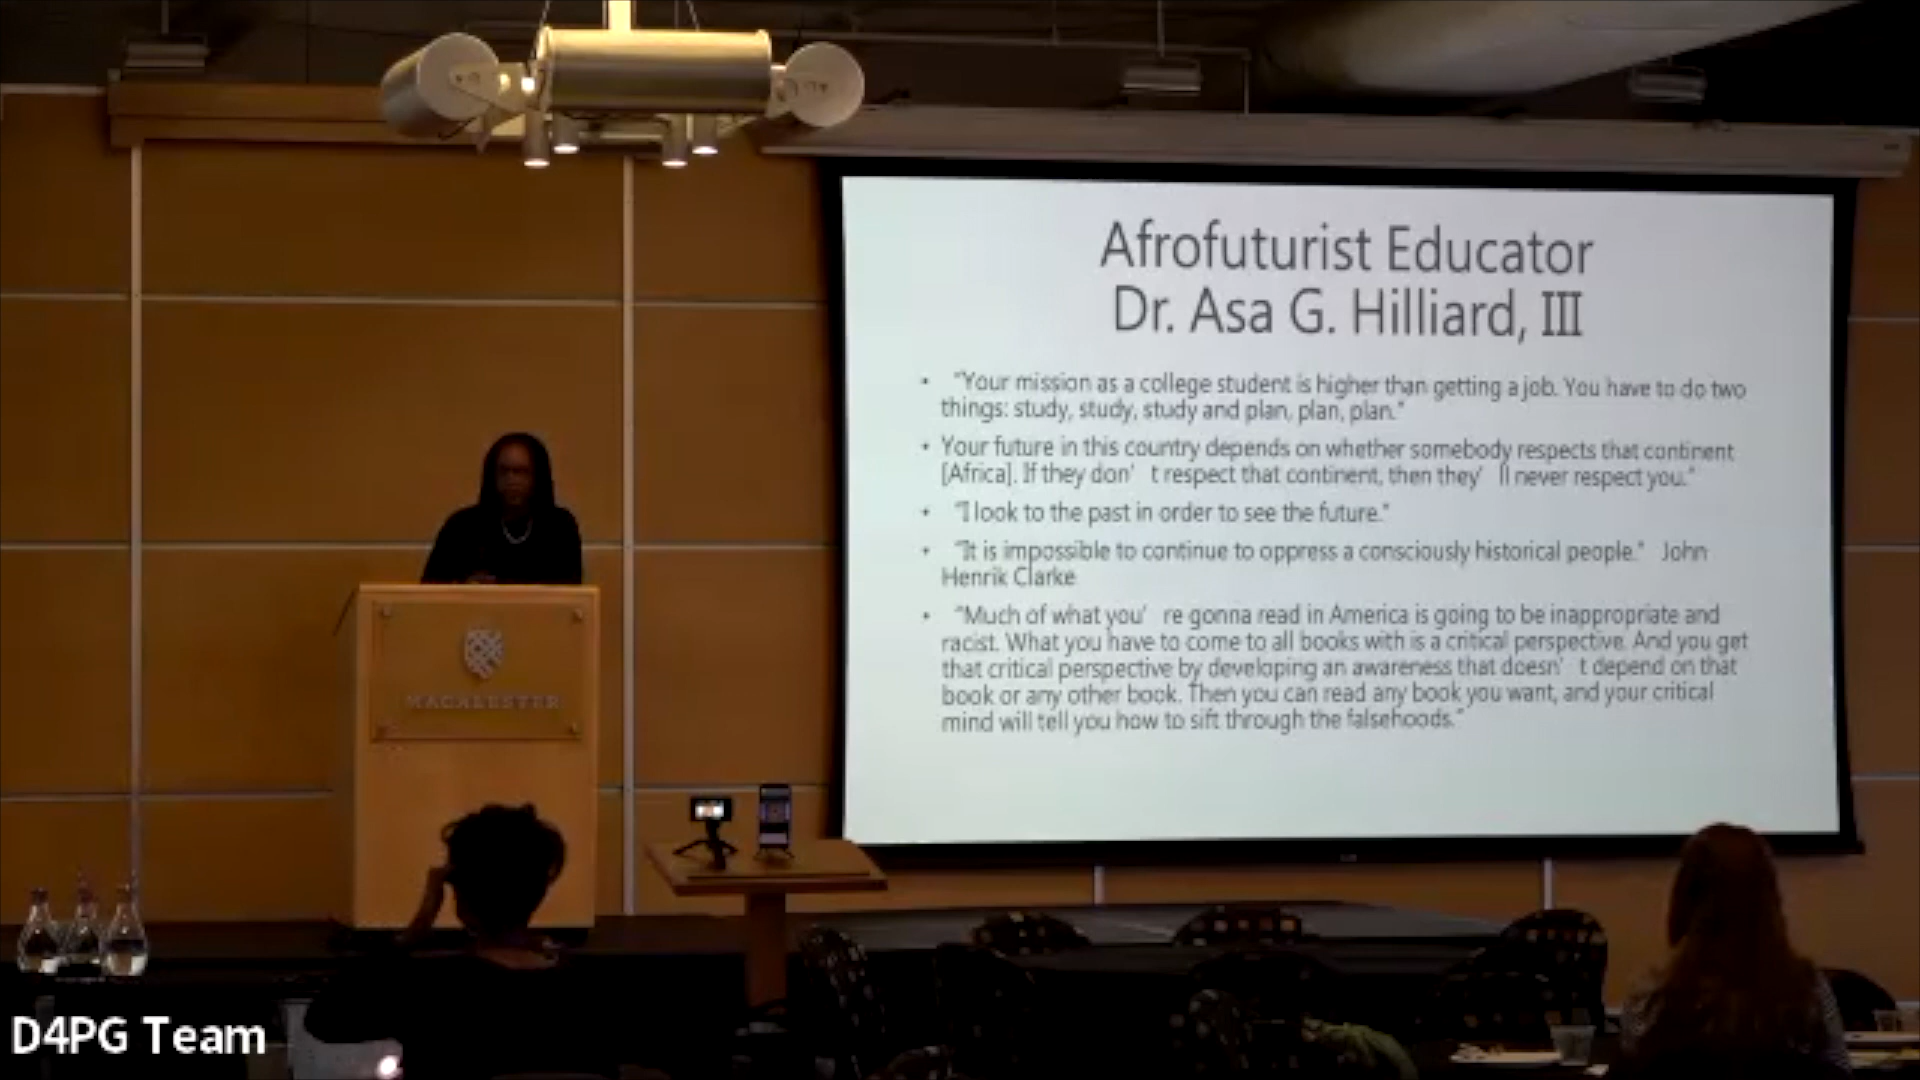 Afrofuturist Educator
Dr. Asa G. Hilliard, III
• "Your mission as a college student is higher than getting a job. You have to do two
things: study, study, study and plan, plan, plan."
• Your future in this country depends on whether somebody respects that continent
[Africa]. If they don' t respect that continent, then they' ll never respect you."
• "I look to the past in order to see the future."
• "It is impossible to continue to oppress a consciously historical people." John
Henrik Clarke
• "Much of what you' re gonna read in America is going to be inappropriate and
racist. What you have to come to all books with is a critical perspective. And you get
that critical perspective by developing an awareness that doesn' t depend on that
book or any other book. Then you can read any book you want, and your critical
mind will tell you how to sift through the falsehoods."
MACALESTER
D4PG Team